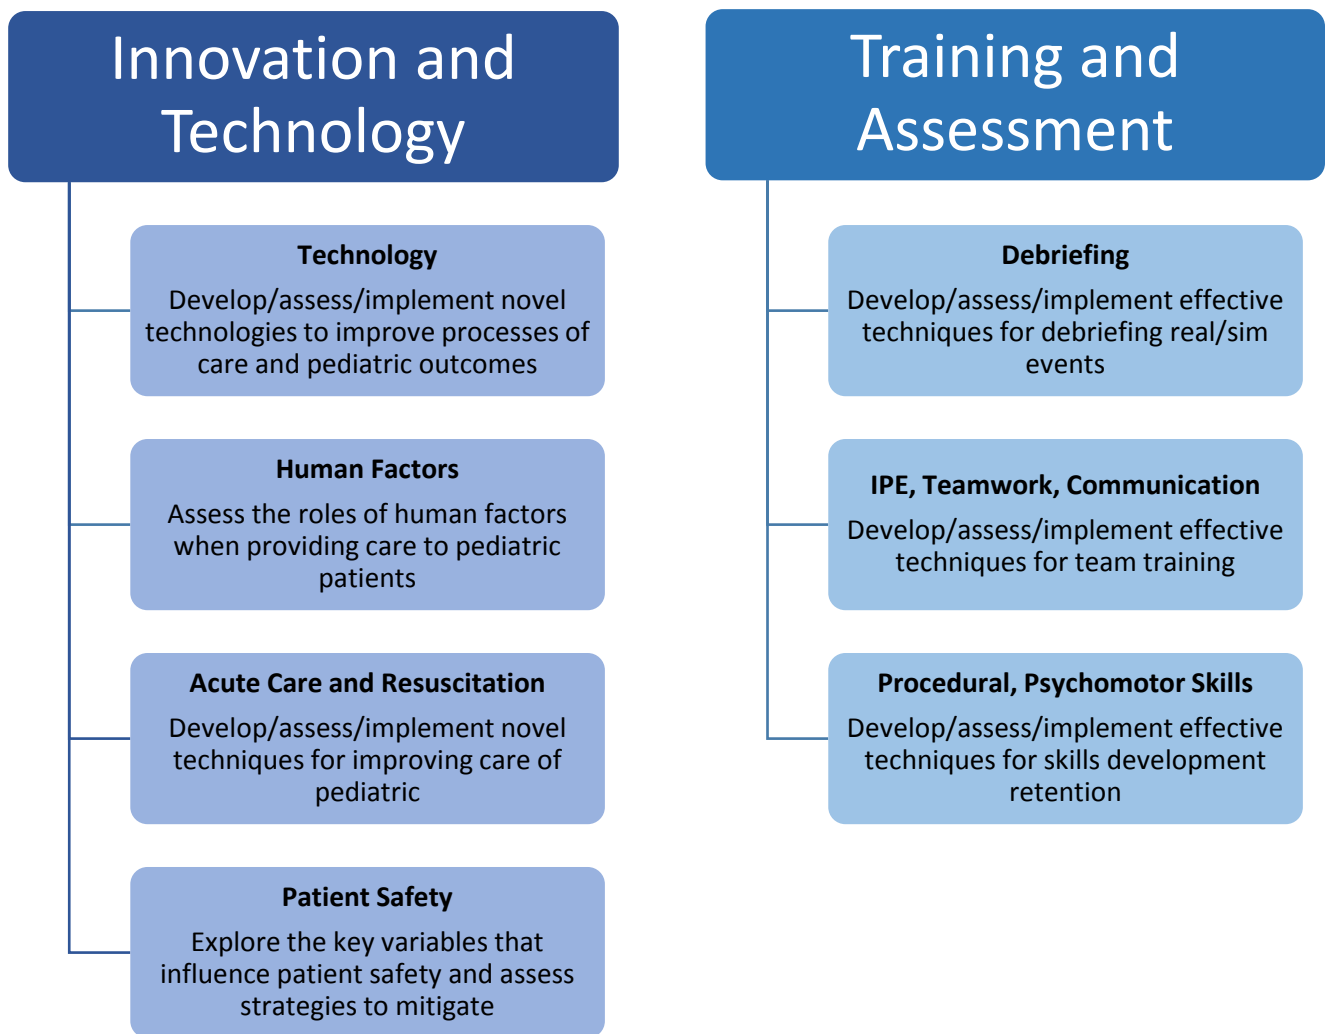 Innovation and
Technology
Technology
Develop/assess/implement novel
technologies to improve processes of
care and pediatric outcomes
Human Factors
Assess the roles of human factors
when providing care to pediatric
patients
Acute Care and Resuscitation
Develop/assess/implement novel
techniques for improving care of
pediatric
Patient Safety
Explore the key variables that
influence patient safety and assess
strategies to mitigate
Training and
Assessment
Debriefing
Develop/assess/implement effective
techniques for debriefing real/sim
events
IPE, Teamwork, Communication
Develop/assess/implement effective
techniques for team training
Procedural, Psychomotor Skills
Develop/assess/implement effective
techniques for skills development
retention